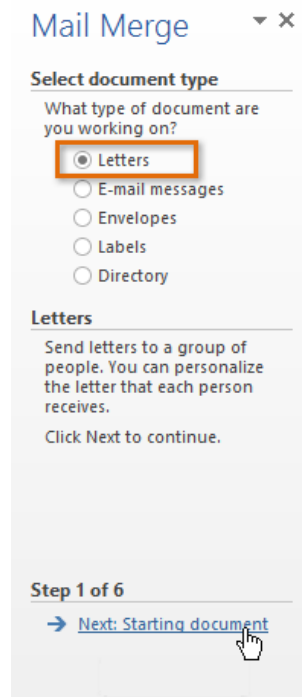 Mail Merge
Select document type
What type of document are
you working on?
Letters
E-mail messages
Envelopes
Labels
Directory
Letters
Send letters to a group of
people. You can personalize
the letter that each person
receives.
Click Next to continue.
Step 1 of 6
Next: Starting document